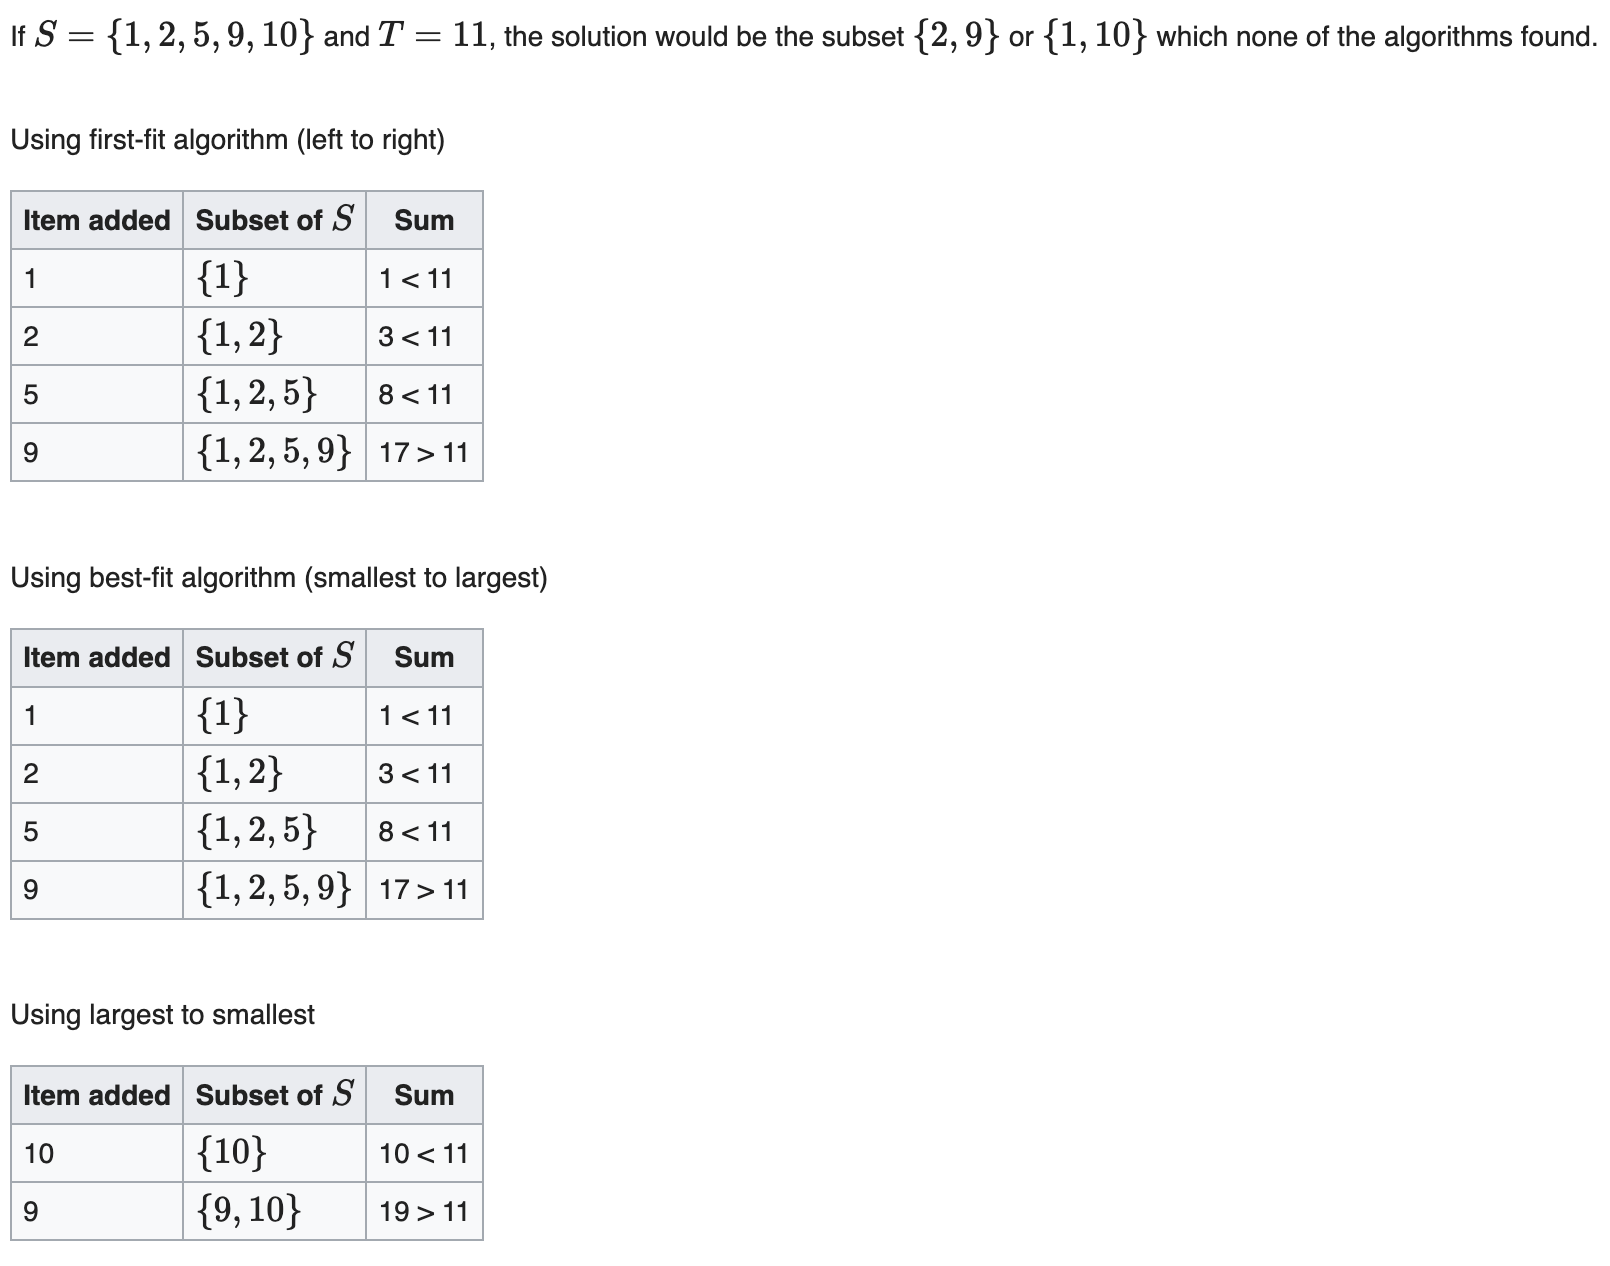 If S = {1, 2, 5, 9, 10} and T = 11, the solution would be the subset {2, 9} or {1, 10} which none of the algorithms found.
Using first-fit algorithm (left to right)
Item added Subset of S Sum
1 {1} 1 < 11
2 {1, 2} 3 < 11
5 {1, 2, 5} 8 < 11
9 {1, 2, 5, 9} 17 > 11
Using best-fit algorithm (smallest to largest)
Item added Subset of S Sum
1 {1} 1 < 11
2 {1, 2} 3 < 11
5 {1, 2, 5} 8 < 11
9 {1, 2, 5, 9} 17 > 11
Using largest to smallest
Item added Subset of S Sum
10 {10} 10 < 11
9 {9, 10} 19 > 11